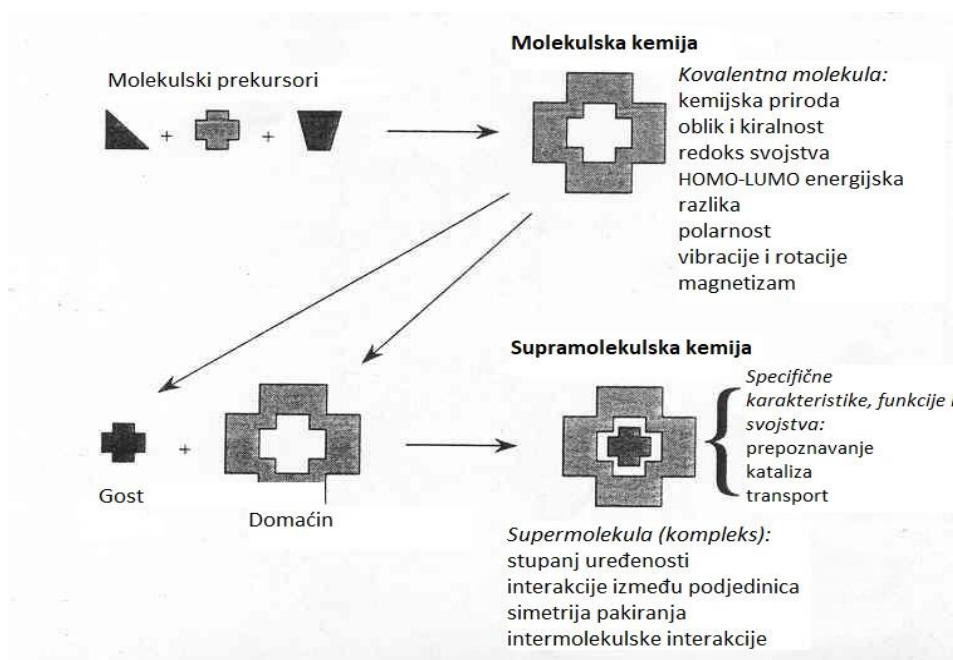 Molekulska kemija
Molekulski prekursori
+ +
Kovalentna molekula:
kemijska priroda
oblik i kiralnost
redoks svojstva
HOMO-LUMO energijska
razlika
polarnost
vibracije i rotacije
magnetizam
Supramolekulska kemija
+
Gost
Domaćin
Specifične
karakteristike, funkcije i
svojstva:
prepoznavanje
kataliza
transport
Supermolekula (kompleks):
stupanj uređenosti
interakcije između podjedinica
simetrija pakiranja
intermolekulske interakcije